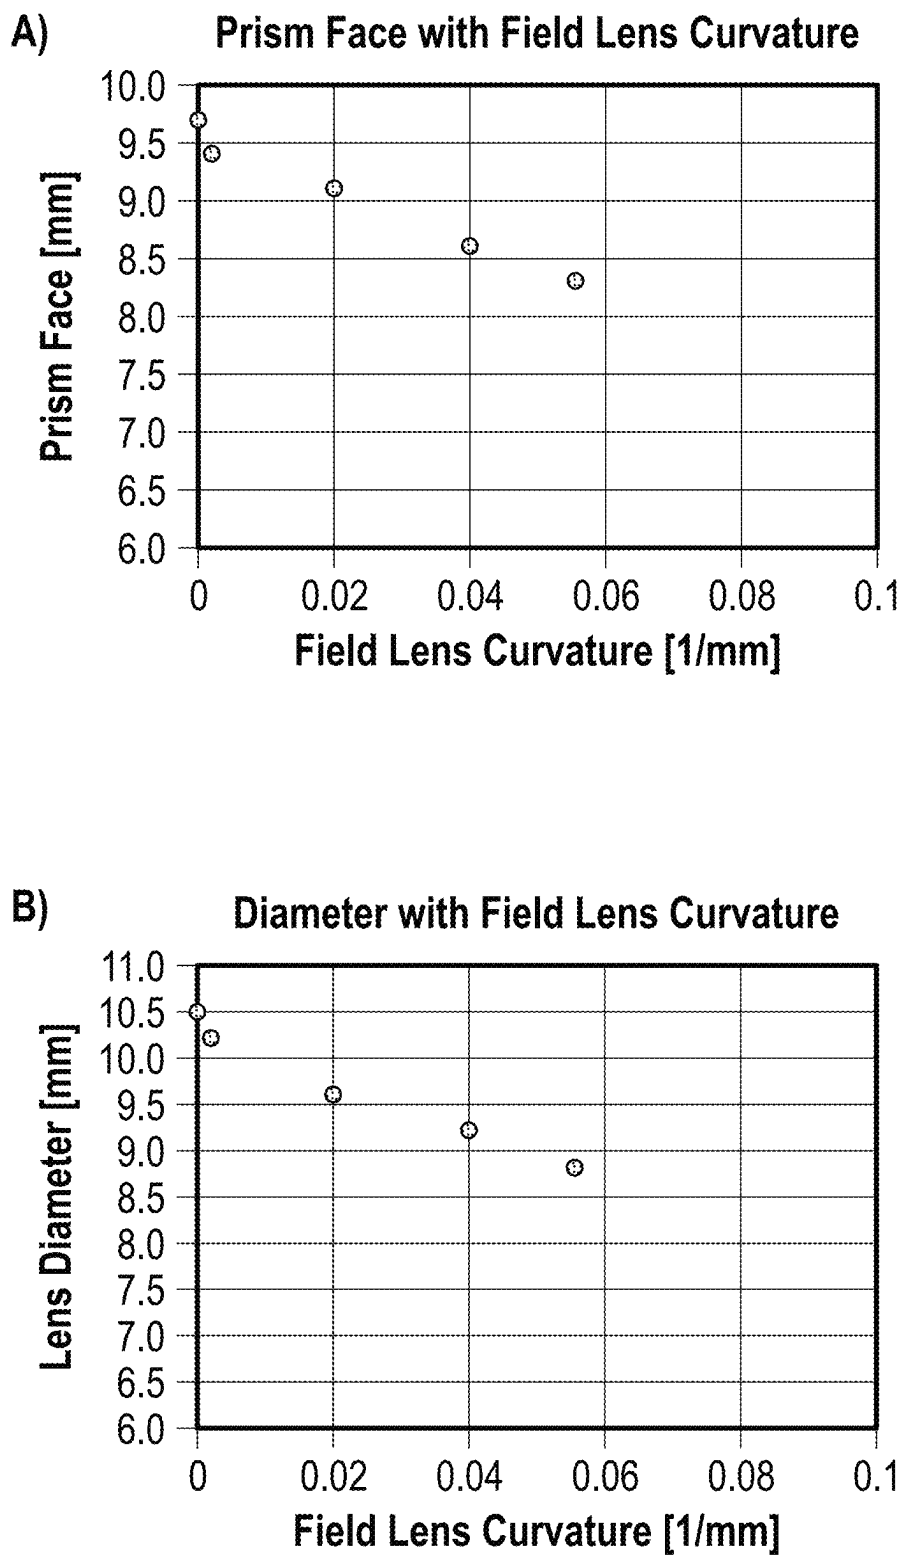 A) Prism Face with Field Lens Curvature
10.0
9.5
9.0
8.5
8.0
7.5
7.0
6.5
6.0
Prism Face [mm]
0 0.02 0.04 0.06 0.08 0.1
Field Lens Curvature [1/mm]
B) Diameter with Field Lens Curvature
11.0
10.5
10.0
9.5
9.0
8.5
8.0
7.5
7.0
6.5
6.0
Lens Diameter [mm]
0 0.02 0.04 0.06 0.08 0.1
Field Lens Curvature [1/mm]